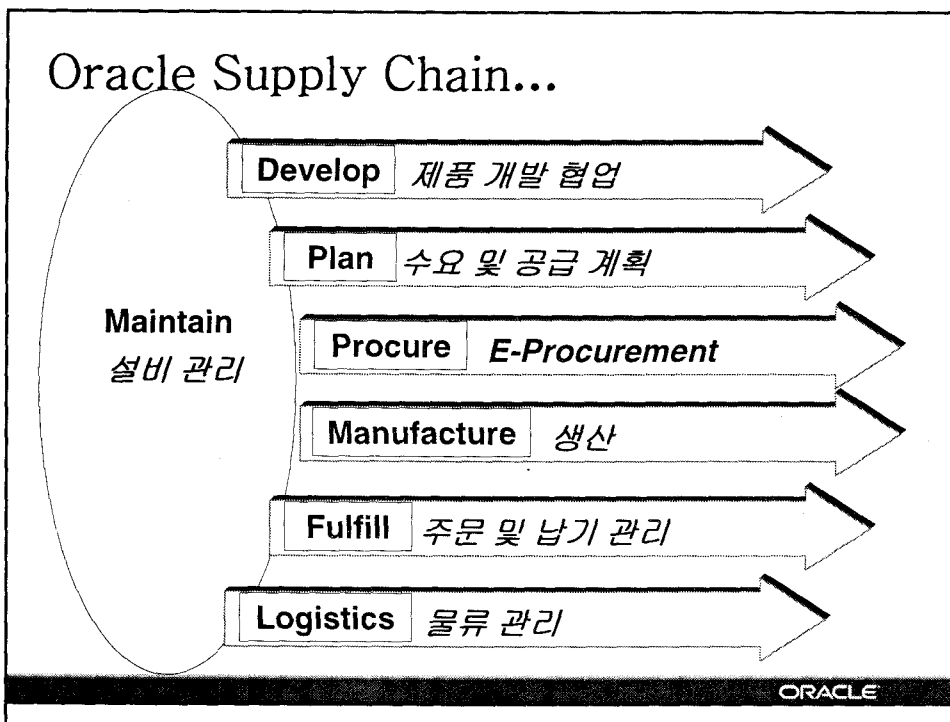 Oracle Supply Chain...
Develop 제품 개발 협업
Plan 수요 및 공급 계획
Maintain
설비 관리
Procure E-Procurement
Manufacture 생산
Fulfill 주문 및 납기 관리
Logistics 물류 관리
ORACLE